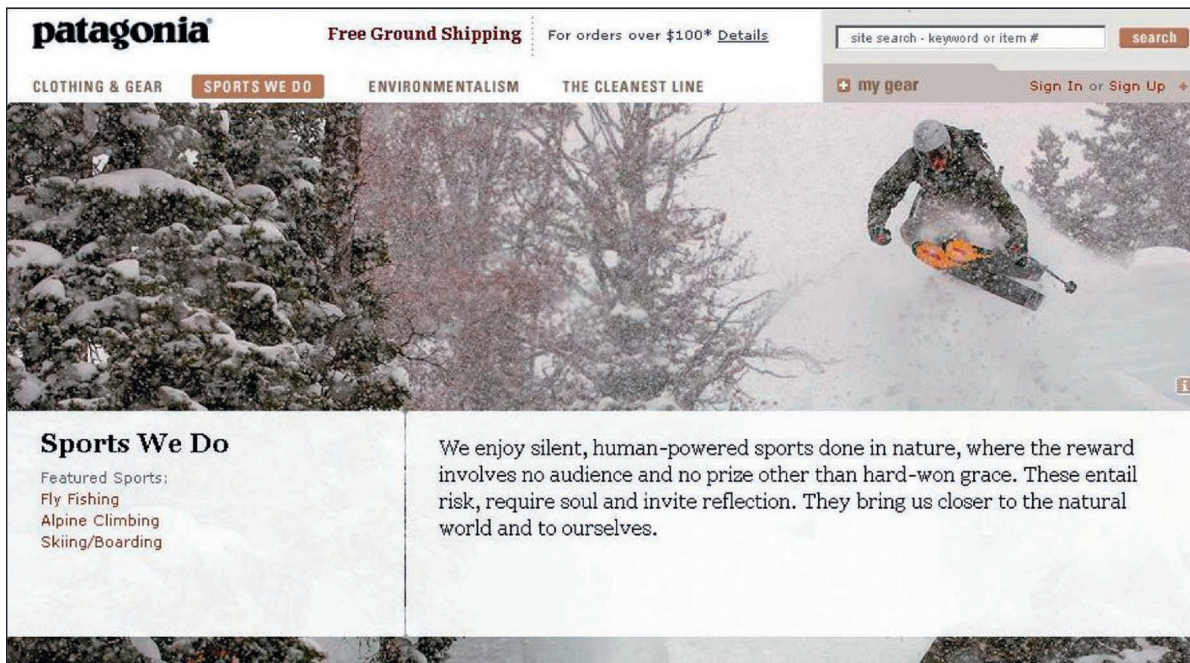 patagonia®
Free Ground Shipping
For orders over $100* Details
site search - keyword or item #
search
CLOTHING & GEAR
SPORTS WE DO
ENVIRONMENTALISM
THE CLEANEST LINE
my gear
Sign In or Sign Up
Sports We Do
Featured Sports:
Fly Fishing
Alpine Climbing
Skiing/Boarding
We enjoy silent, human-powered sports done in nature, where the reward
involves no audience and no prize other than hard-won grace. These entail
risk, require soul and invite reflection. They bring us closer to the natural
world and to ourselves.